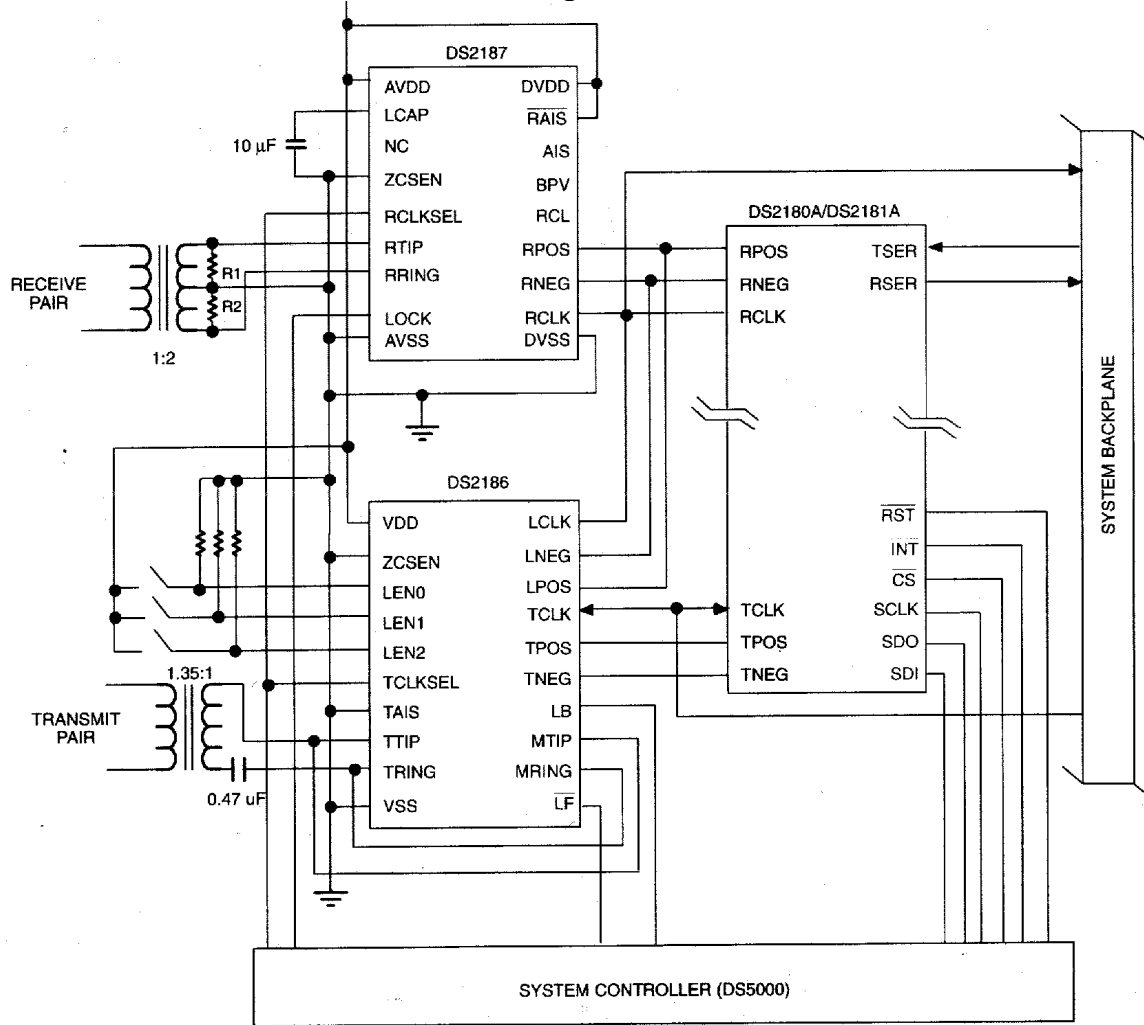 DS2187
AVDD
LCAP
NC
ZCSEN
RCLKSEL
RTIP
RRING
LOCK
AVSS
DVDD
RAIS
AIS
BPV
RCL
RPOS
RNEG
RCLK
DVSS
10 µF
R1
R2
RECEIVE
PAIR
1:2
DS2180A/DS2181A
RPOS
RNEG
RCLK
TCLK
TPOS
TNEG
TSER
RSER
RST
INT
CS
SCLK
SDO
SDI
SYSTEM BACKPLANE
DS2186
VDD
ZCSEN
LEN0
LEN1
LEN2
TCLKSEL
TAIS
TTIP
TRING
VSS
LCLK
LNEG
LPOS
TCLK
TPOS
TNEG
LB
MTIP
MRING
LF
1.35:1
TRANSMIT
PAIR
0.47 uF
SYSTEM CONTROLLER (DS5000)